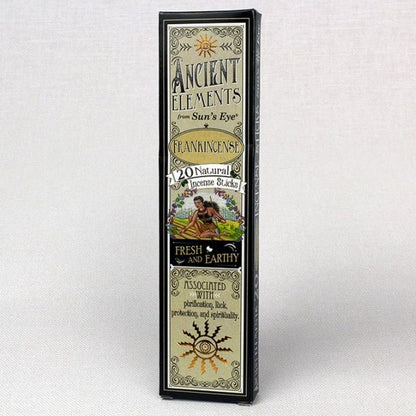 ANCIENT
ELEMENTS
from Sun's Eye®
FRANKINCENSE
20 Natural
Incense Sticks
FRESH
AND EARTHY
ASSOCIATED
WITH
purification, luck,
protection, and spirituality.